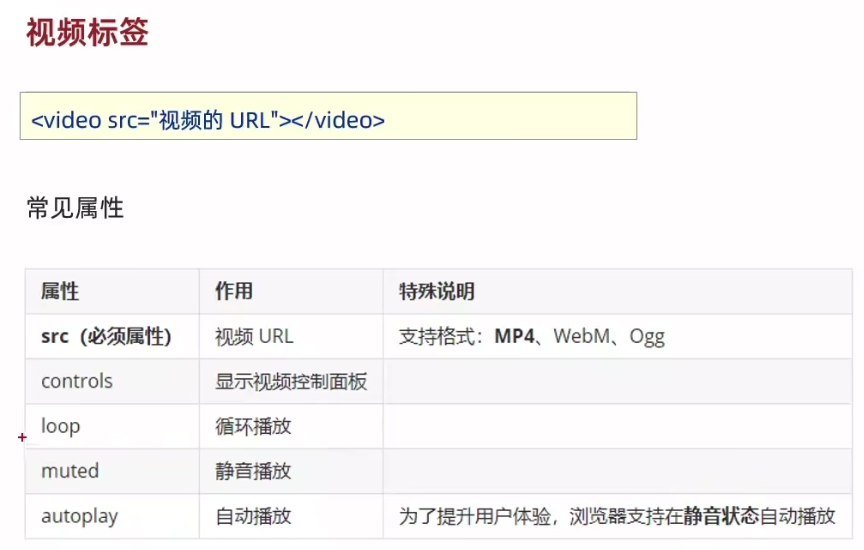 视频标签
<video src="视频的 URL"></video>
常见属性
属性 作用 特殊说明
src（必须属性） 视频 URL 支持格式：MP4、WebM、Ogg
controls 显示视频控制面板
loop 循环播放
muted 静音播放
autoplay 自动播放 为了提升用户体验，浏览器支持在静音状态自动播放